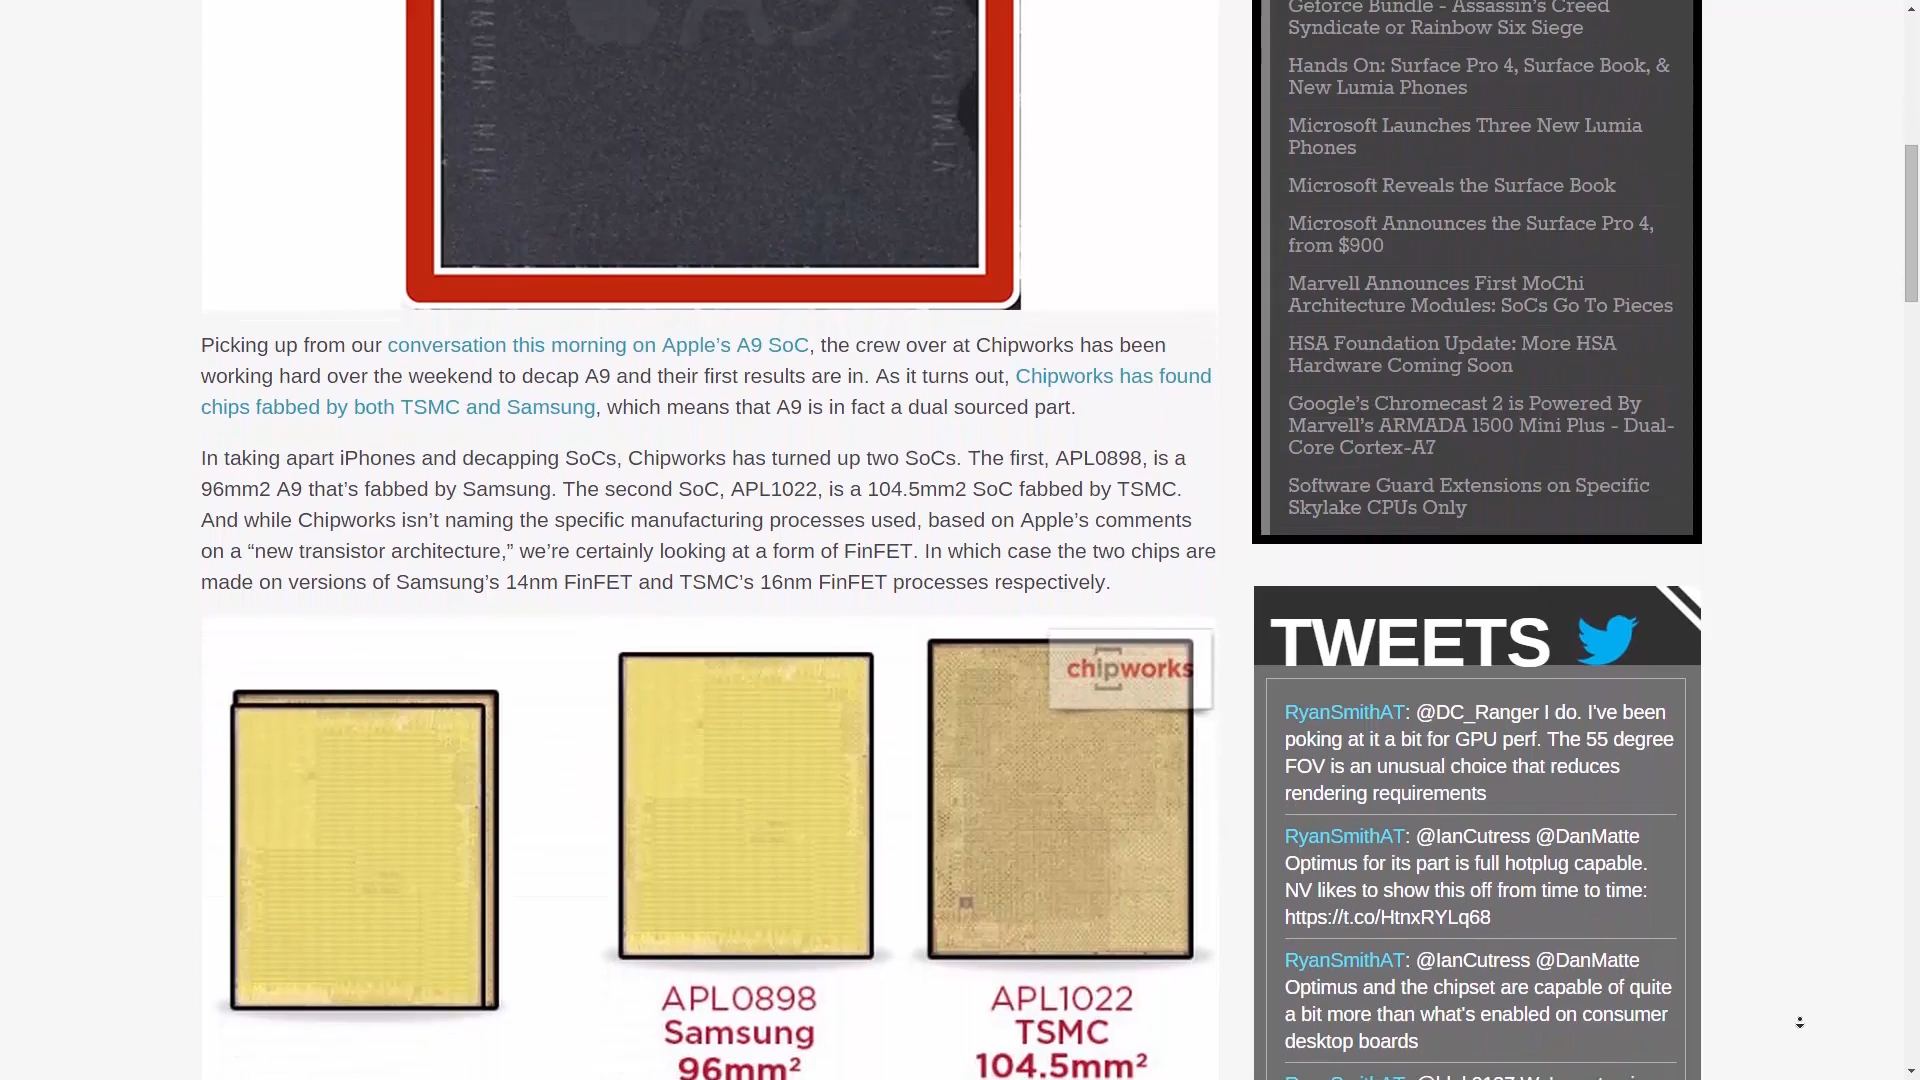 Picking up from our conversation this morning on Apple’s A9 SoC, the crew over at Chipworks has been
working hard over the weekend to decap A9 and their first results are in. As it turns out, Chipworks has found
chips fabbed by both TSMC and Samsung, which means that A9 is in fact a dual sourced part.
In taking apart iPhones and decapping SoCs, Chipworks has turned up two SoCs. The first, APL0898, is a
96mm2 A9 that’s fabbed by Samsung. The second SoC, APL1022, is a 104.5mm2 SoC fabbed by TSMC.
And while Chipworks isn’t naming the specific manufacturing processes used, based on Apple’s comments
on a “new transistor architecture,” we’re certainly looking at a form of FinFET. In which case the two chips are
made on versions of Samsung’s 14nm FinFET and TSMC’s 16nm FinFET processes respectively.
chipworks
APL0898
Samsung
96mm²
APL1022
TSMC
104.5mm²
Geforce Bundle - Assassin’s Creed
Syndicate or Rainbow Six Siege
Hands On: Surface Pro 4, Surface Book, &
New Lumia Phones
Microsoft Launches Three New Lumia
Phones
Microsoft Reveals the Surface Book
Microsoft Announces the Surface Pro 4,
from $900
Marvell Announces First MoChi
Architecture Modules: SoCs Go To Pieces
HSA Foundation Update: More HSA
Hardware Coming Soon
Google’s Chromecast 2 is Powered By
Marvell’s ARMADA 1500 Mini Plus - Dual-
Core Cortex-A7
Software Guard Extensions on Specific
Skylake CPUs Only
TWEETS
RyanSmithAT: @DC_Ranger I do. I've been
poking at it a bit for GPU perf. The 55 degree
FOV is an unusual choice that reduces
rendering requirements
RyanSmithAT: @IanCutress @DanMatte
Optimus for its part is full hotplug capable.
NV likes to show this off from time to time:
https://t.co/HtnxRYLq68
RyanSmithAT: @IanCutress @DanMatte
Optimus and the chipset are capable of quite
a bit more than what's enabled on consumer
desktop boards